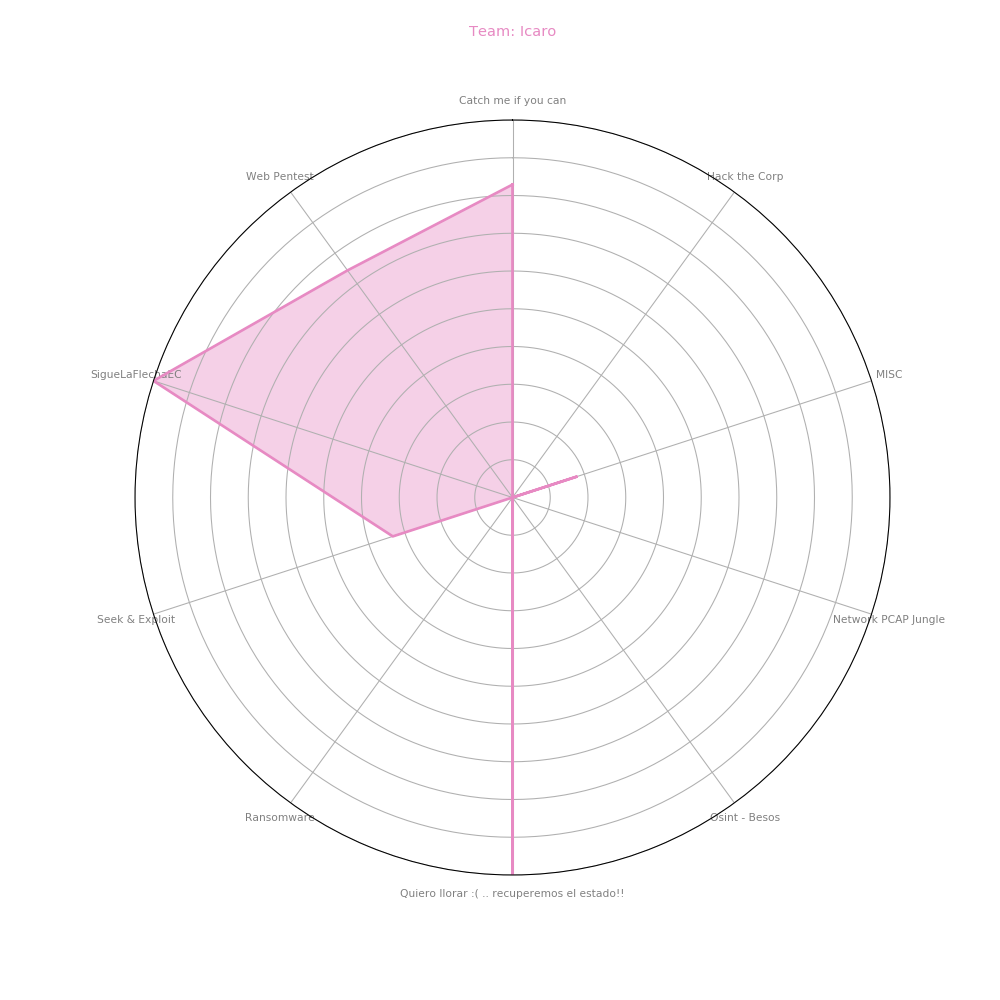 Team: Icaro
Catch me if you can
Web Pentest
Hack the Corp
SigueLaFlechaEC
MISC
Seek & Exploit
Network PCAP Jungle
Ransomware
Osint - Besos
Quiero llorar :( .. recuperemos el estado!!